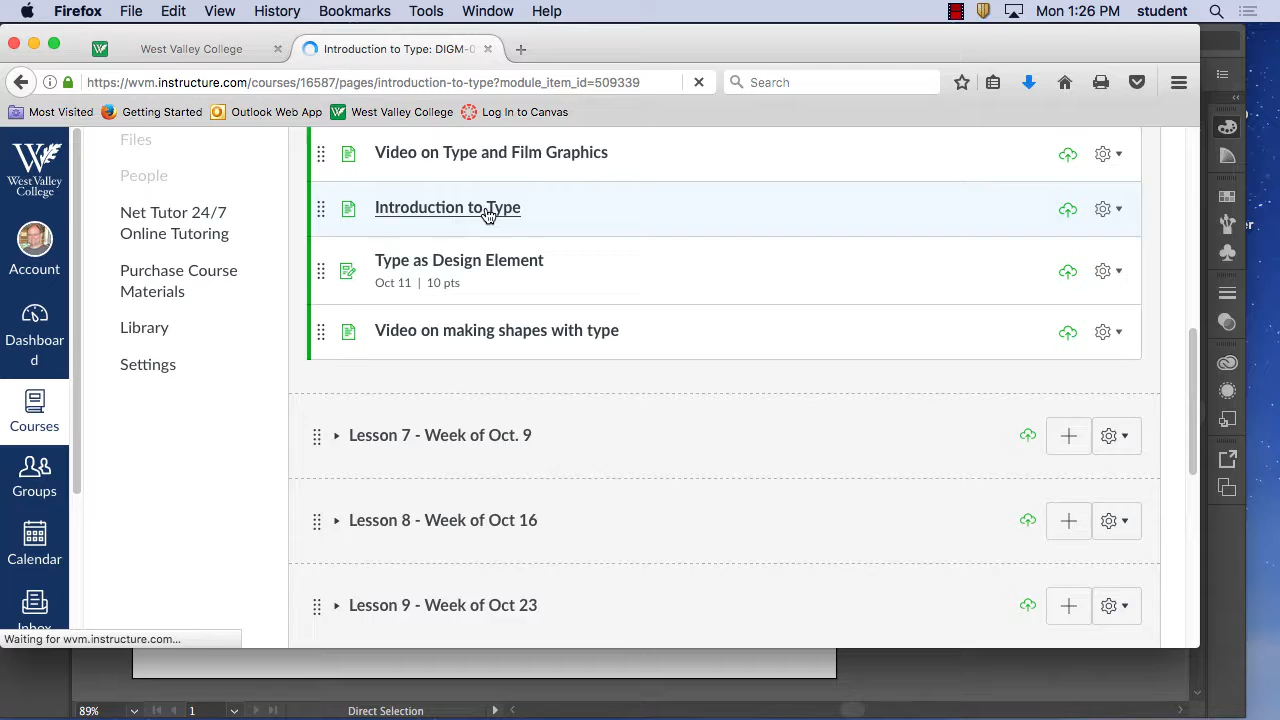 Firefox File Edit View History Bookmarks Tools Window Help Mon 1:26 PM student
West Valley College
Introduction to Type: DIGM-0
https://wvm.instructure.com/courses/16587/pages/introduction-to-type?module_item_id=509339
Search
Most Visited Getting Started Outlook Web App West Valley College Log In to Canvas
West Valley College
Account
Dashboar
d
Courses
Groups
Calendar
Inbox
Files
People
Net Tutor 24/7
Online Tutoring
Purchase Course
Materials
Library
Settings
Video on Type and Film Graphics
Introduction to Type
Type as Design Element
Oct 11 | 10 pts
Video on making shapes with type
Lesson 7 - Week of Oct. 9
Lesson 8 - Week of Oct 16
Lesson 9 - Week of Oct 23
Waiting for wvm.instructure.com...
89% 1 Direct Selection